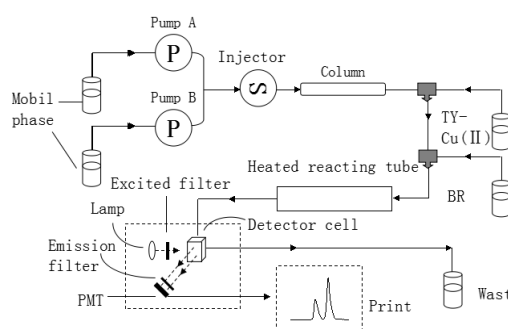 Pump A
P
Injector
S
Column
Mobil
phase
Pump B
P
TY-
Cu(II)
Heated reacting tube
BR
Excited filter
Lamp
Detector cell
Emission
filter
PMT
Print
Wast